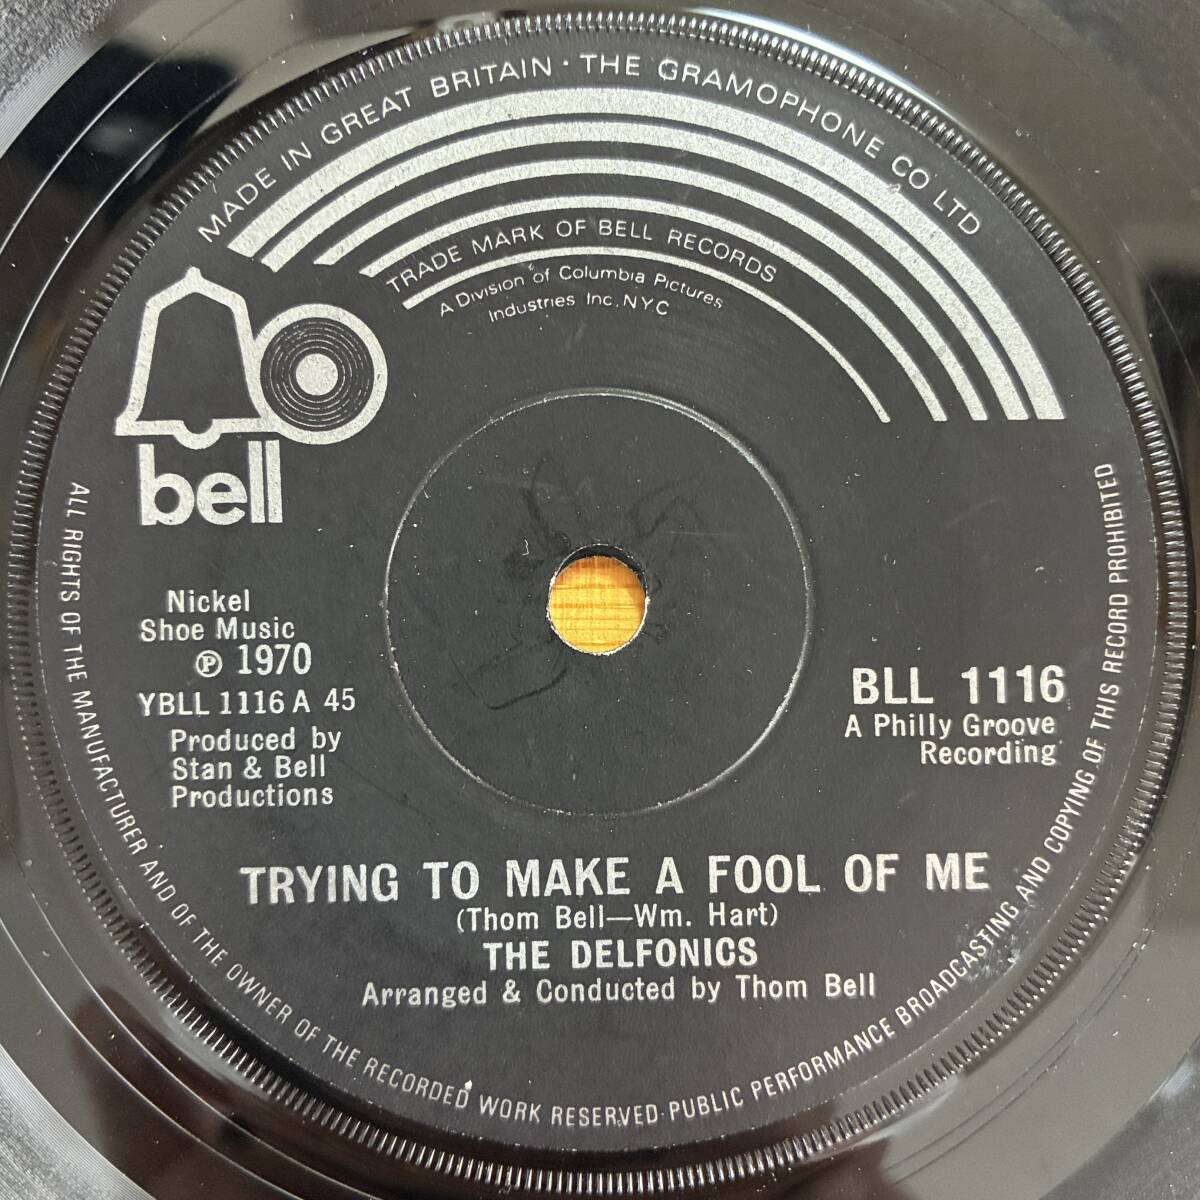 MADE IN GREAT BRITAIN · THE GRAMOPHONE CO LTD
TRADE MARK OF BELL RECORDS
A Division of Columbia Pictures
Industries Inc. NYC
bell
Nickel
Shoe Music
℗ 1970
YBLL 1116 A 45
Produced by
Stan & Bell
Productions
BLL 1116
A Philly Groove
Recording
TRYING TO MAKE A FOOL OF ME
(Thom Bell—Wm. Hart)
THE DELFONICS
Arranged & Conducted by Thom Bell
ALL RIGHTS OF THE MANUFACTURER AND OF THE OWNER OF THE RECORDED WORK RESERVED·PUBLIC PERFORMANCE BROADCASTING AND COPYING OF THIS RECORD PROHIBITED